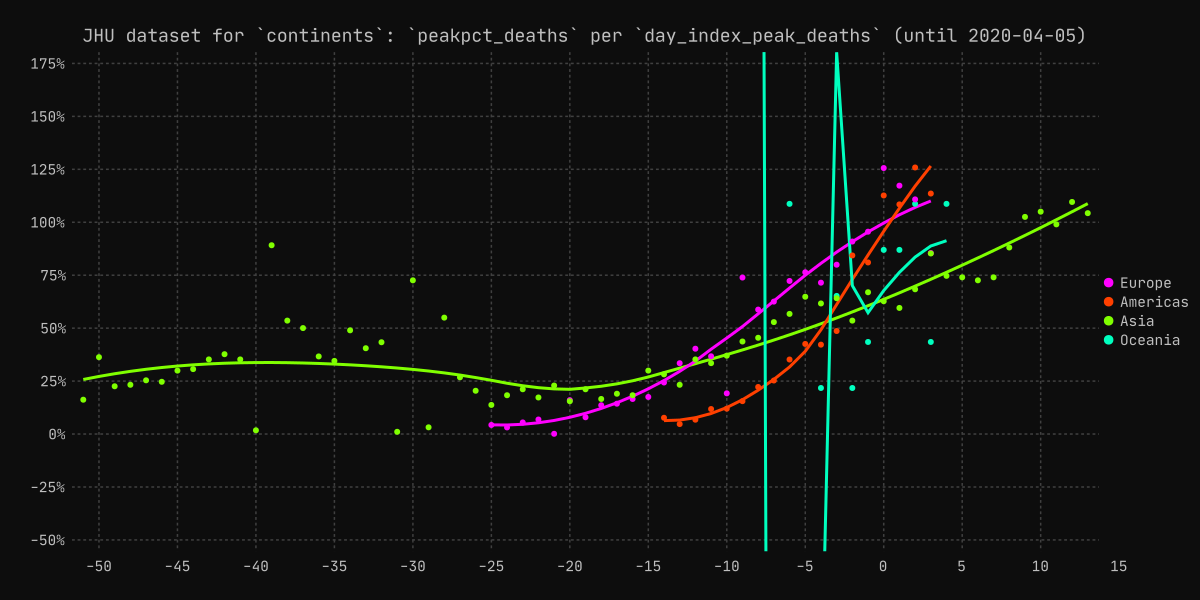 JHU dataset for `continents`: `peakpct_deaths` per `day_index_peak_deaths` (until 2020-04-05)
175%
150%
125%
100%
75%
50%
25%
0%
-25%
-50%
-50 -45 -40 -35 -30 -25 -20 -15 -10 -5 0 5 10 15
Europe
Americas
Asia
Oceania